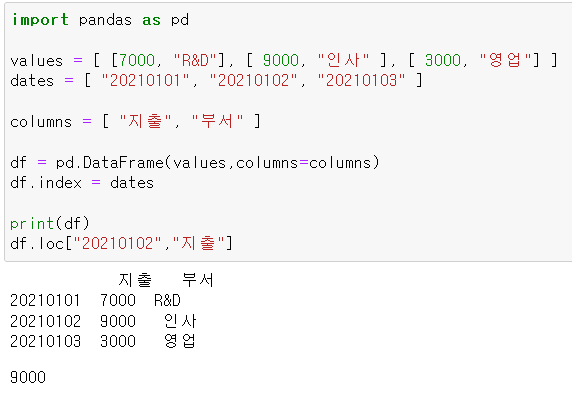 import pandas as pd
values = [ [7000, "R&D"], [ 9000, "인사" ], [ 3000, "영업"] ]
dates = [ "20210101", "20210102", "20210103" ]
columns = [ "지출", "부서" ]
df = pd.DataFrame(values,columns=columns)
df.index = dates
print(df)
df.loc["20210102","지출"]
지출 부서
20210101 7000 R&D
20210102 9000 인사
20210103 3000 영업
9000